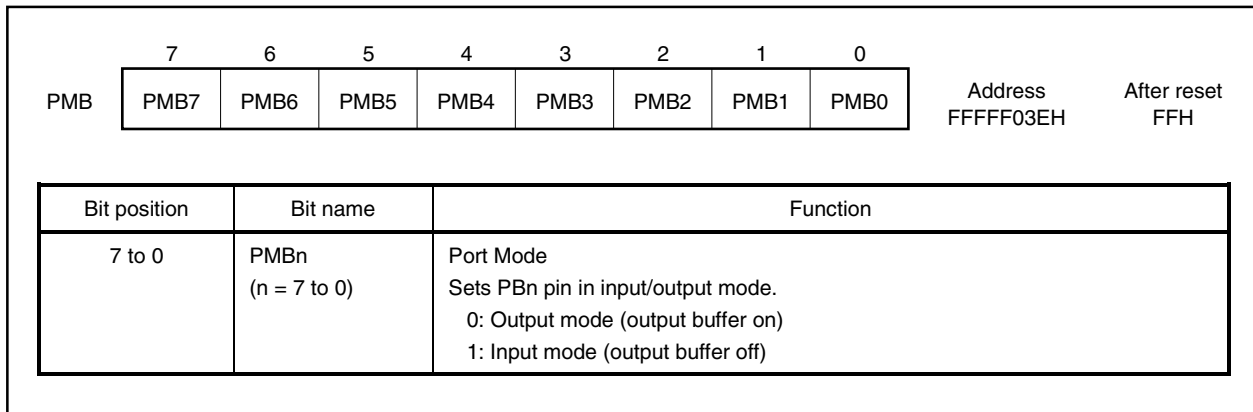 7 6 5 4 3 2 1 0
PMB PMB7 PMB6 PMB5 PMB4 PMB3 PMB2 PMB1 PMB0 Address After reset
FFFFF03EH FFH
Bit position Bit name Function
7 to 0 PMBn Port Mode
(n = 7 to 0) Sets PBn pin in input/output mode.
0: Output mode (output buffer on)
1: Input mode (output buffer off)